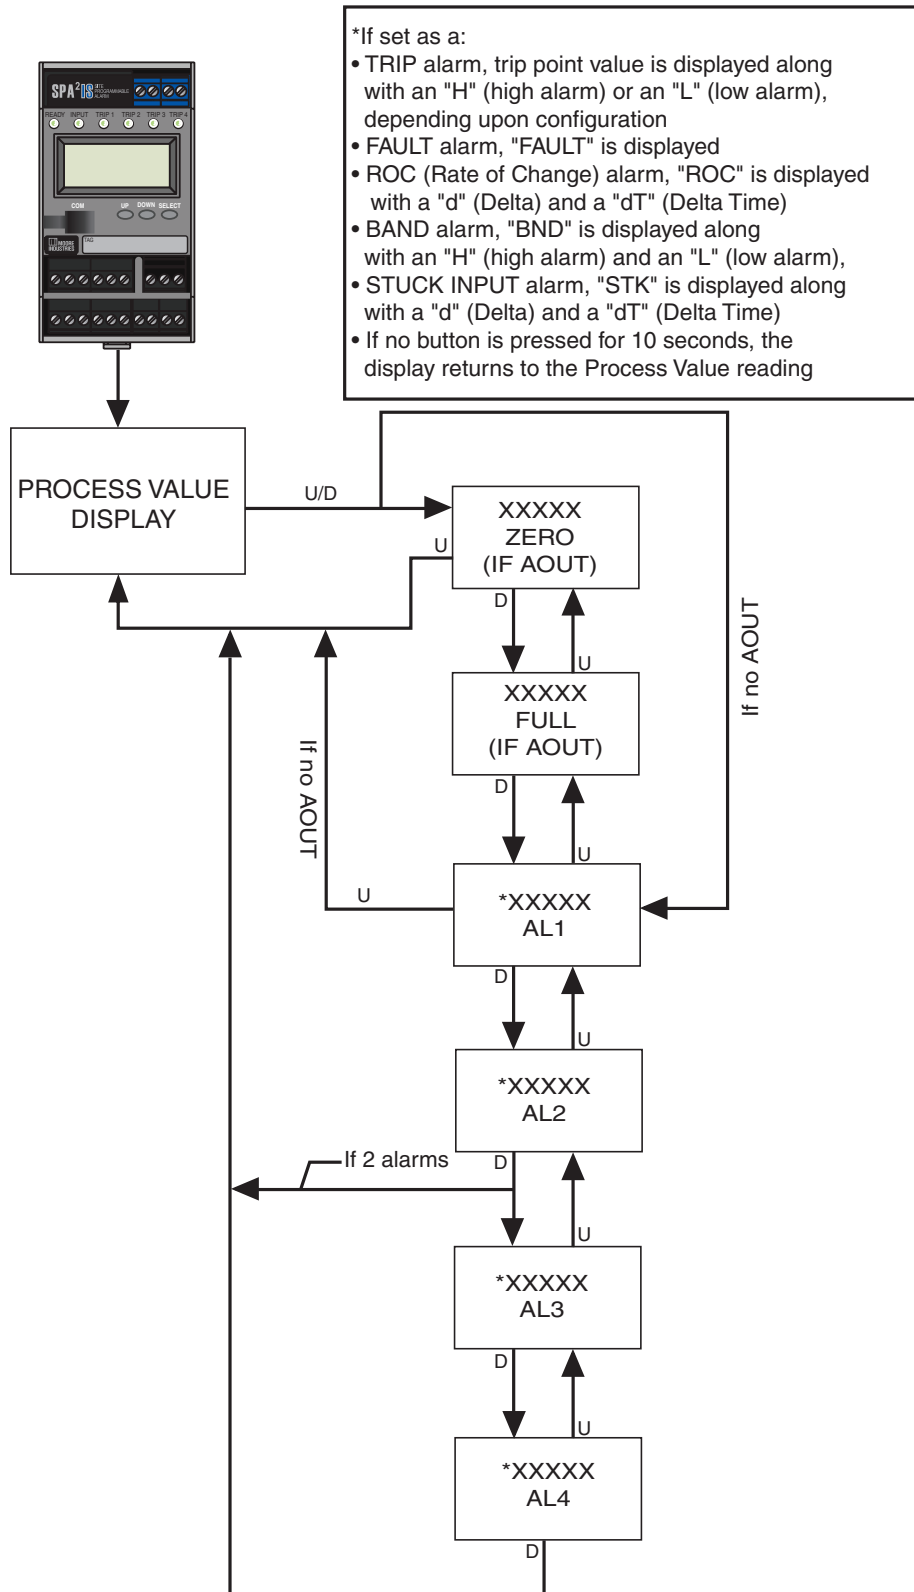 *If set as a:
• TRIP alarm, trip point value is displayed along
with an "H" (high alarm) or an "L" (low alarm),
depending upon configuration
• FAULT alarm, "FAULT" is displayed
• ROC (Rate of Change) alarm, "ROC" is displayed
with a "d" (Delta) and a "dT" (Delta Time)
• BAND alarm, "BND" is displayed along
with an "H" (high alarm) and an "L" (low alarm),
• STUCK INPUT alarm, "STK" is displayed along
with a "d" (Delta) and a "dT" (Delta Time)
• If no button is pressed for 10 seconds, the
display returns to the Process Value reading
SPA²IS SITE PROGRAMMABLE ALARM
READY INPUT TRIP 1 TRIP 2 TRIP 3 TRIP 4
COM UP DOWN SELECT
MOORE INDUSTRIES TAG
PROCESS VALUE
DISPLAY
U/D
XXXXX
ZERO
(IF AOUT)
U
D
U
XXXXX
FULL
(IF AOUT)
If no AOUT
If no AOUT
D
U
U
*XXXXX
AL1
D
U
*XXXXX
AL2
If 2 alarms
D
U
*XXXXX
AL3
D
U
*XXXXX
AL4
D